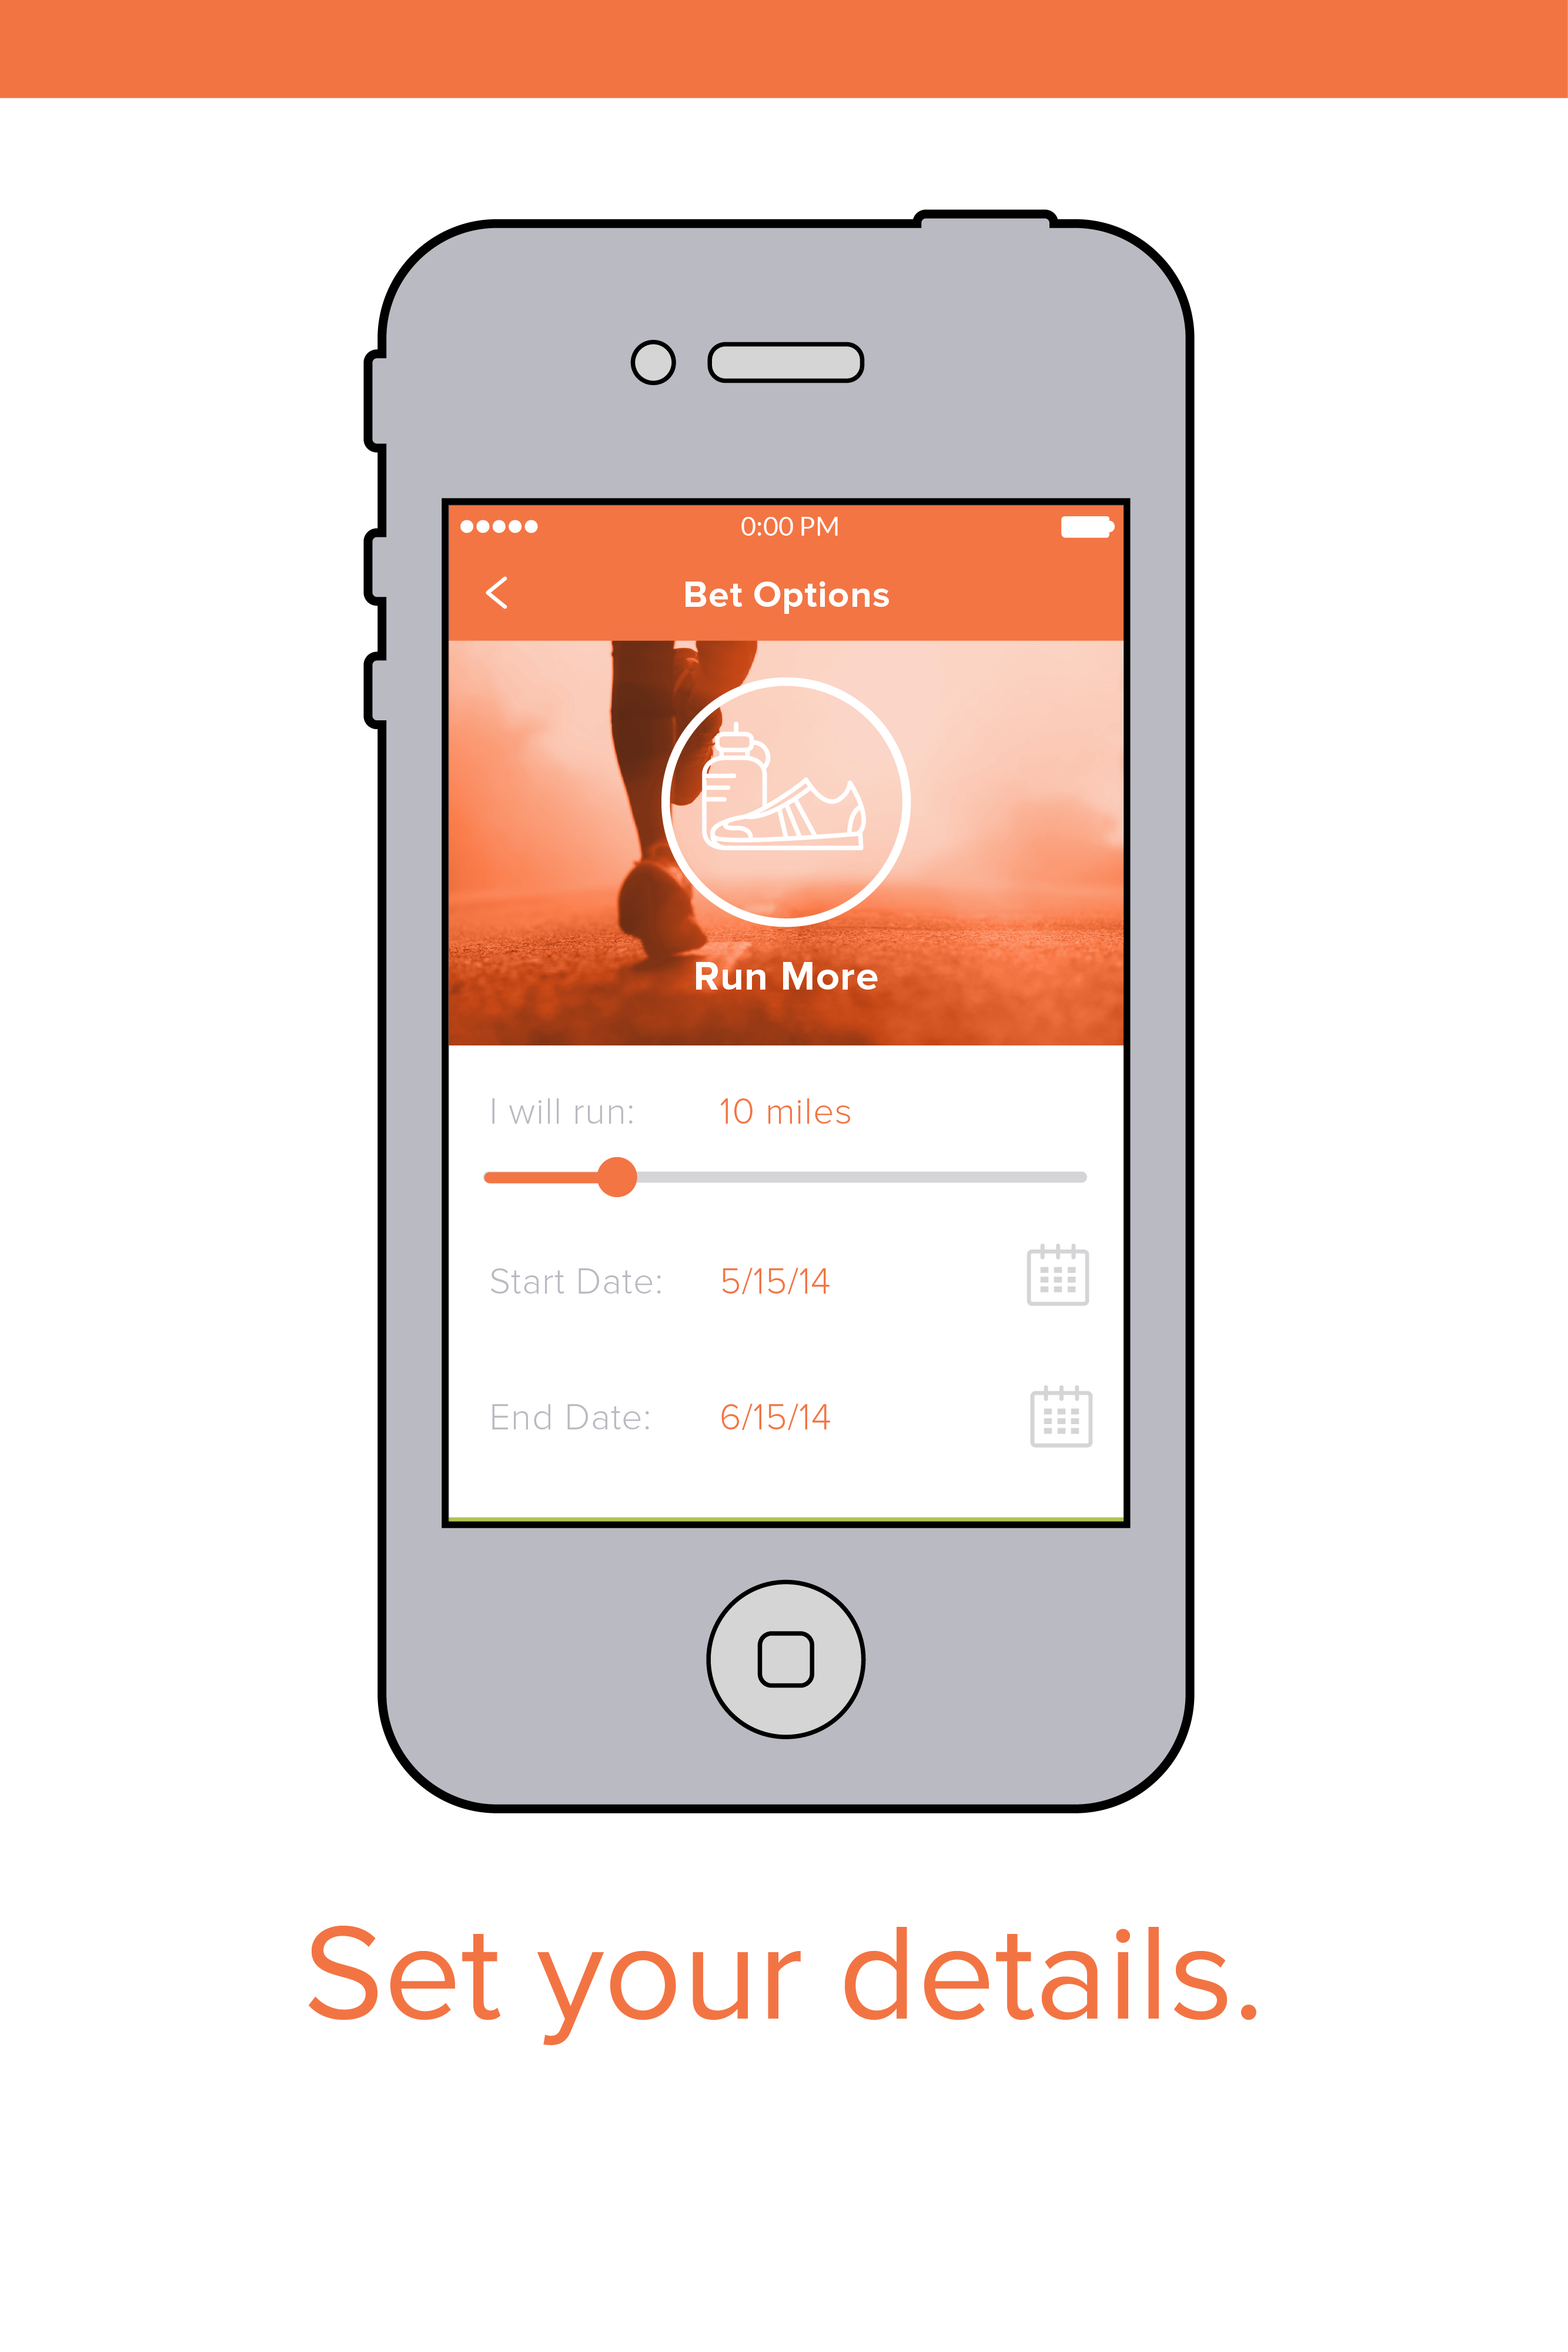 0:00 PM
Bet Options
Run More
I will run: 10 miles
Start Date: 5/15/14
End Date: 6/15/14
Set your details.